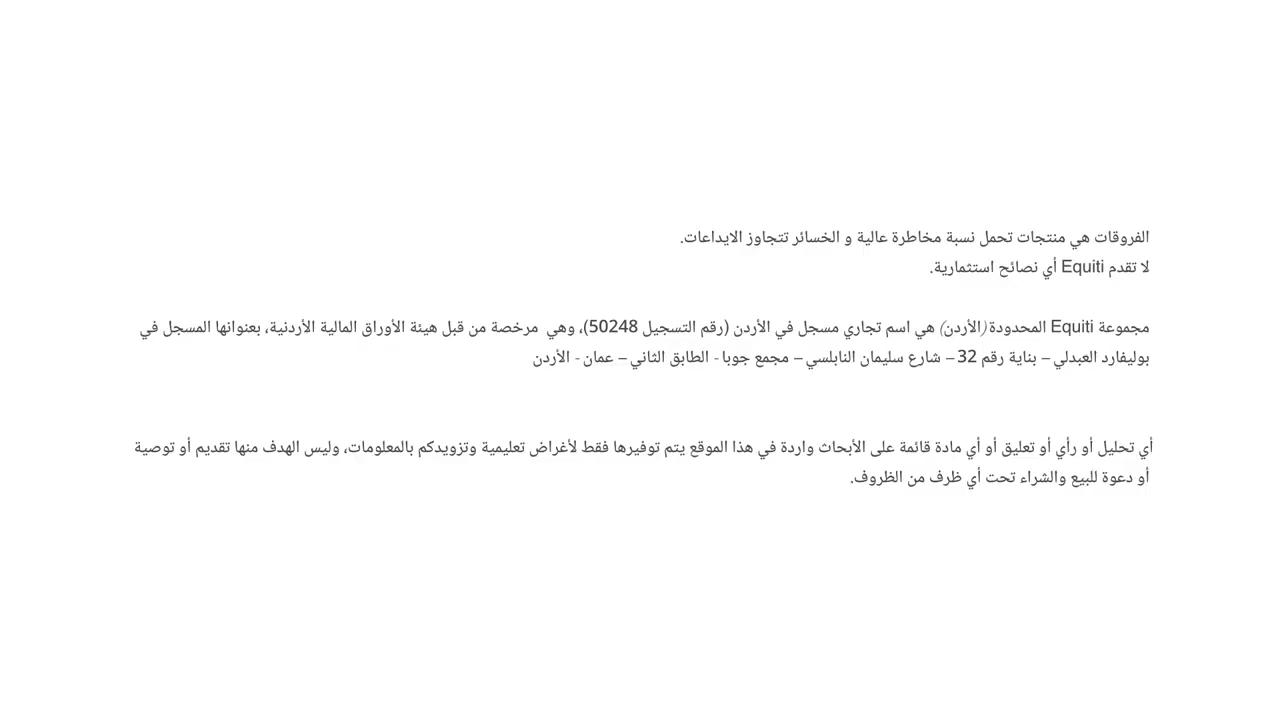 الفروقات هي منتجات تحمل نسبة مخاطرة عالية و الخسائر تتجاوز الايداعات.
لا تقدم Equiti أي نصائح استثمارية.
مجموعة Equiti المحدودة (الأردن) هي اسم تجاري مسجل في الأردن (رقم التسجيل 50248)، وهي مرخصة من قبل هيئة الأوراق المالية الأردنية، بعنوانها المسجل في
بوليفارد العبدلي – بناية رقم 32 – شارع سليمان النابلسي – مجمع جوبا - الطابق الثاني – عمان - الأردن
أي تحليل أو رأي أو تعليق أو أي مادة قائمة على الأبحاث واردة في هذا الموقع يتم توفيرها فقط لأغراض تعليمية وتزويدكم بالمعلومات، وليس الهدف منها تقديم أو توصية
أو دعوة للبيع والشراء تحت أي ظرف من الظروف.